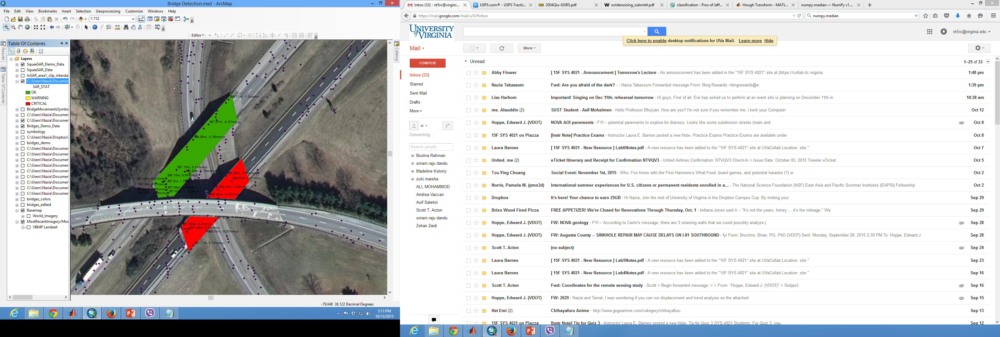 Bridge Detection.mxd - ArcMap
File Edit View Bookmarks Insert Selection Geoprocessing Customize Windows Help
1:712
Editor
Results
Table Of Contents
Catalog
Table Of Contents
Layers
SqueeSAR_Demo_Data
SqueeSAR_Data
InSAR_area1_clip_intersta
C:\Users\Nazia\Documer
SAR_STAT
OK
WARNING
CRITICAL
BridgeMovementsSymbo
C:\Users\Nazia\Documer
C:\Users\Nazia\Documer
Bridges_Demo_Data
symbology
C:\Users\Nazia\Dropbox\
bridges_demo
C:\Users\Nazia\Documer
C:\Users\Nazia\Documer
C:\Users\Nazia\Documer
C:\Users\Nazia\Documer
C:\Users\Nazia\Documer
C:\Users\Nazia\Documer
C:\Users\Nazia\Documer
C:\Users\Nazia\Documer
C:\Users\Nazia\Documer
bridges_colors
bridges_edited
Basemap
World_Imagery
MostRecentImagery/Mos
VBMP Lambert
395.17m, -1.2mm/yr
397.87m, -0.37mm/yr
398.08m, -0.36mm/yr
397.15m, 0.21mm/yr
398.15m, 0.93mm/yr
397.42m, 0.01mm/yr
390.44m, 0.33mm/yr
390.82m, -0.53mm/yr
397.82m, -0.38mm/yr
397.45m, 0.31mm/yr
398.03m, -0.07mm/yr
397.77m, 0.74mm/yr
-79.048 38.122 Decimal Degrees
5:13 PM
10/13/2015
Inbox (33) - nt5rc@virgini... USPS.com® - USPS Tracki... 2004Qiu-GISRS.pdf octdenoising_submit4.pdf classification - Pros of Jeff... Hough Transform - MATL... numpy.median — NumPy v1....
https://mail.google.com/mail/u/0/#inbox numpy.median
UNIVERSITY of VIRGINIA
nt5rc@virginia.edu
Click here to enable desktop notifications for UVa Mail. Learn more Hide
Mail
More
COMPOSE
Inbox (33)
Starred
Sent Mail
Drafts
More
Connecting...
Search people...
Bushra Rahman
sriram raju dandu
Madeline Kotoriy
zuki maisha
ALI, MOHAMMOD
Andrea Vaccari
Asif Salekin
Scott T. Acton
sriram raju dandu
Zohair Zaidi
Unread 1–25 of 33
Abby Flower [ 15F SYS 4021 - Announcement ] Tomorrow's Lecture - An announcement has been added in the "15F SYS 4021" site at (https://collab.itc.virginia. 1:48 pm
Nazia Tabassum Fwd: Are you afraid of the dark? - - Nazia Tabassum Forwarded message From: Bing Rewards <bingrewards@e. 1:39 pm
Lise Harbom Important! Singing on Dec 11th; rehearsal tomorrow - Hi guys, First of all, Eve has asked us to perform at an event she is planning on December 11th in 10:38 am
me, Alauddin (2) SUST Student - Asif Mohaimen - Hello Professor Bhuiyan, How are you? I'm not sure if you remember me, I took your Computer Oct 12
Hoppe, Edward J. (VDOT) NOVA AOI pavements - FYI – potential pavements to explore for distress. Looks like some subdivision streets (main and Oct 8
15F SYS 4021 on Piazza [Instr Note] Practice Exams - Instructor Laura E. Barnes posted a new Note. Practice Exams Practice Exams are available under Oct 8
Laura Barnes [ 15F SYS 4021 - New Resource ] Lab6Notes.pdf - A new resource has been added to the "15F SYS 4021" site at UVaCollab Location: site " Oct 7
United, me (2) eTicket Itinerary and Receipt for Confirmation NTVQV3 - United Airlines Confirmation: NTVQV3 Check-In > Issue Date: October 05, 2015 Traveler eTicket Oct 5
Tzu-Ying Chuang Social Event: November 1st, 2015 - Who: Fun times with the First Harmonics What:Food, board games, and potential karaoke (?) or Oct 2
Norris, Pamela M. (pmn3d) International summer experiences for U.S. citizens or permanent residents enrolled in a... - The National Science Foundation (NSF) East Asia and Pacific Summer Institutes (EAPSI) Fellowship Oct 2
Dropbox It's here! Your chance to earn 25GB - Hi Nazia, Join the rest of University of Virginia in the Dropbox Campus Cup. By inviting your Sep 29
Brixx Wood Fired Pizza FREE APPETIZER! We're Closed for Renovations Through Thursday, Oct. 1 - Indiana Jones said it -- "It's not the years, honey ... it's the mileage." We Sep 29
Hoppe, Edward J. (VDOT) FW: NOVA geology - FYI – According to Carlin's message, there are 3 retaining walls that we could possibly analyze ( Sep 28
Hoppe, Edward J. (VDOT) FW: Augusta County -- SINKHOLE REPAIR MAY CAUSE DELAYS ON I-81 SOUTHBOUND - fyi From: Bruckno, Brian, PG, PhD (VDOT) Sent: Monday, September 28, 2015 2:30 PM To: Hoppe, Edward J Sep 28
Scott T. Acton (no subject) Sep 24
Laura Barnes [ 15F SYS 4021 - New Resource ] Lab5Notes.pdf - A new resource has been added to the "15F SYS 4021" site at UVaCollab Location: site " Sep 23
Laura Barnes [ 15F SYS 4021 - New Resource ] Lab4Notes.pdf - A new resource has been added to the "15F SYS 4021" site at UVaCollab Location: site " Sep 16
Scott T. Acton Fwd: Coordinates for the remote sensing study - Scott > Begin forwarded message: > > From: "Hoppe, Edward J. (VDOT)" > Subject: Sep 16
Hoppe, Edward J. (VDOT) FW: 2029 - Nazia and Tamal, I was wondering if you can run displacement and trend analysis on the attached Sep 15
Ifat Emi (2) Chihayafuru Anime - http://www.gogoanime.com/category/chihayafuru Sep 13
15F SYS 4021 on Piazza [Instr Note] Tip for Quiz 3 - Instructor Laura E. Barnes posted a new Note. Tip for Quiz 3 SYS 4021 Students, For Quiz 3, you Sep 12